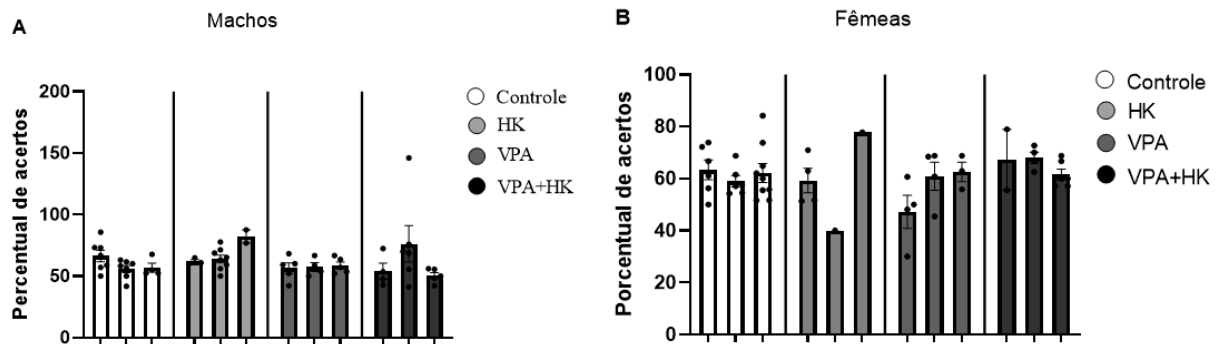 A
Machos
Percentual de acertos
200
150
100
50
0
Controle
HK
VPA
VPA+HK
B
Fêmeas
Porcentual de acertos
100
80
60
40
20
0
Controle
HK
VPA
VPA+HK